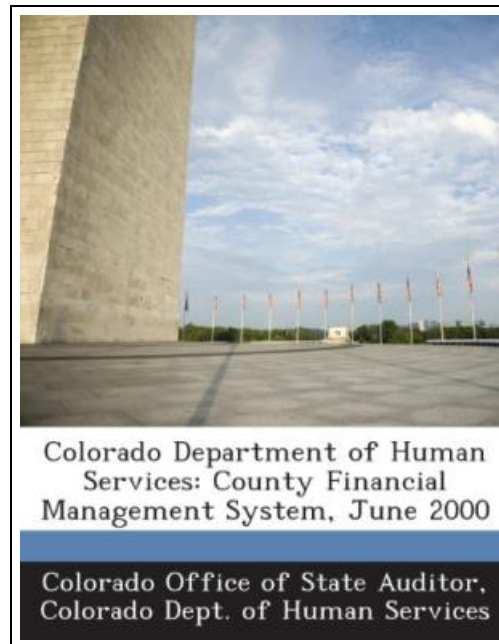 Colorado Department of Human
Services: County Financial
Management System, June 2000
Colorado Office of State Auditor,
Colorado Dept. of Human Services